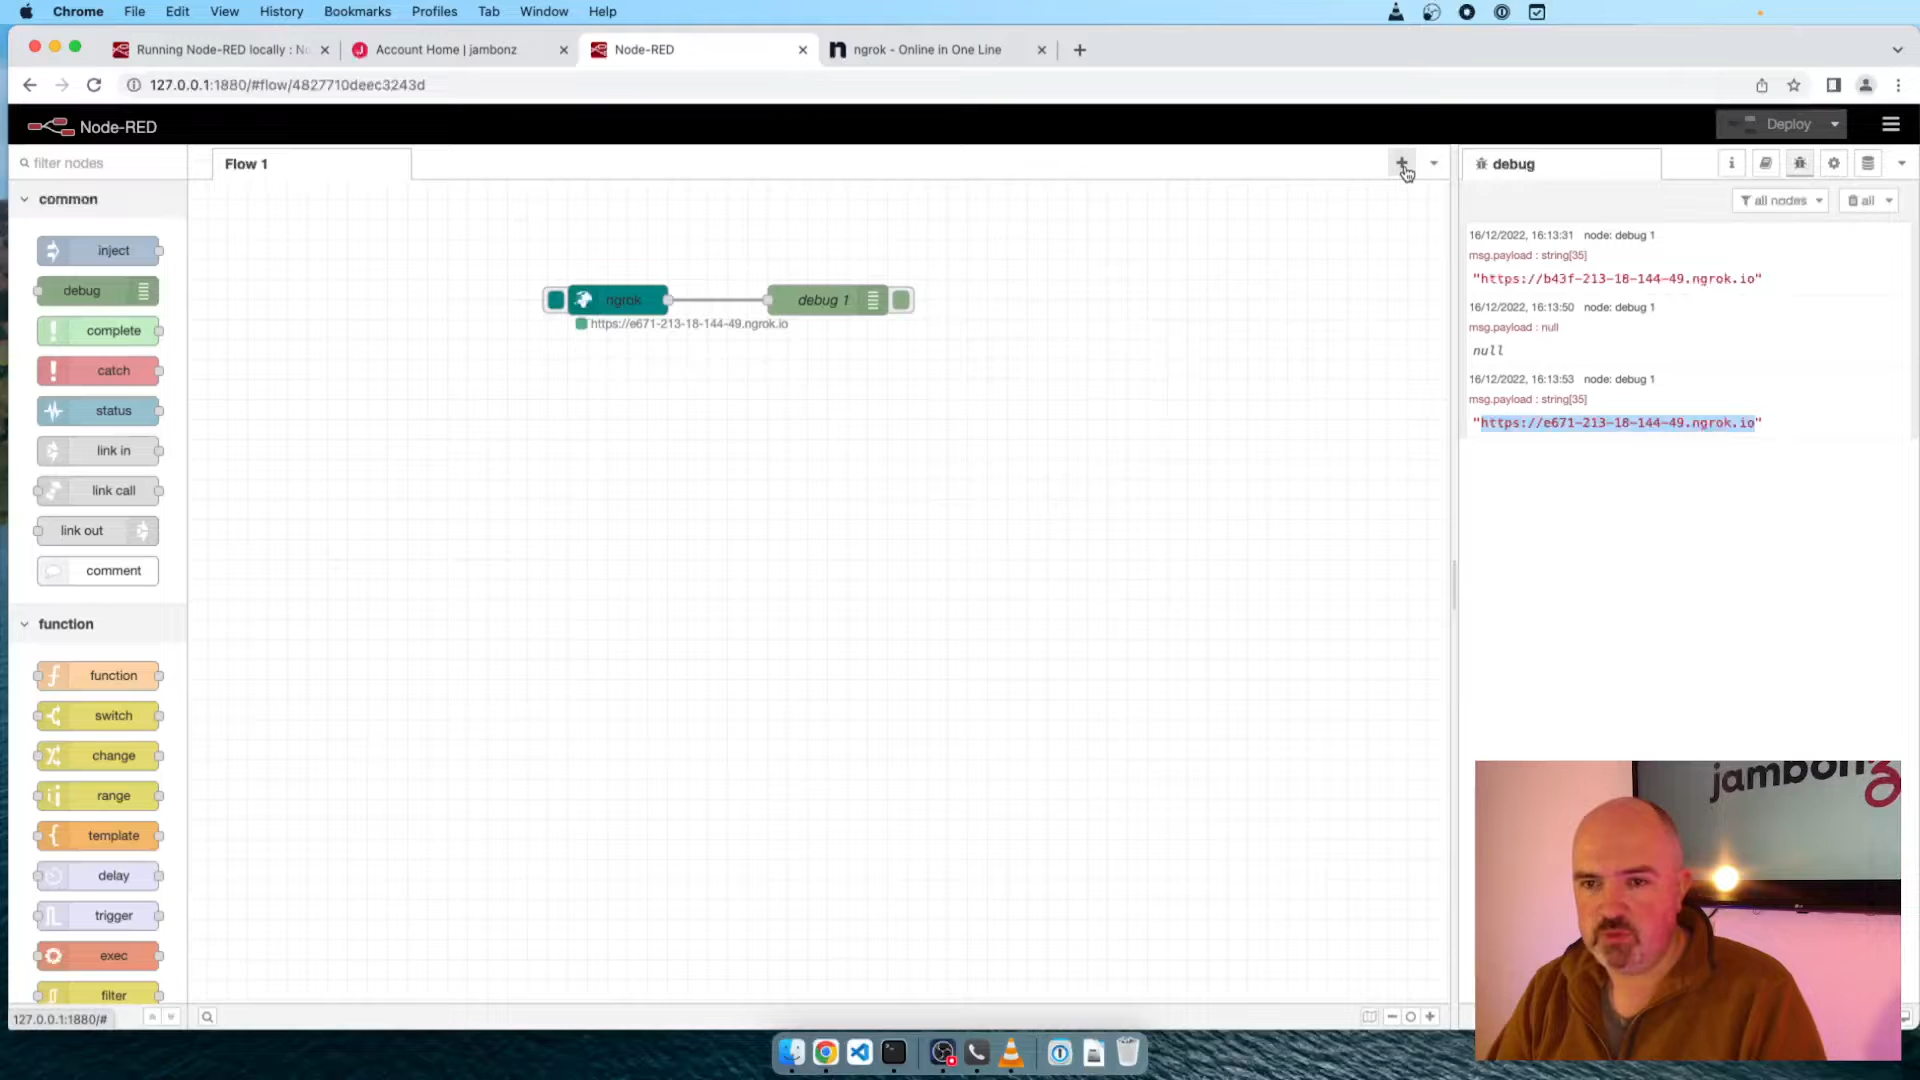 Chrome File Edit View History Bookmarks Profiles Tab Window Help
Running Node-RED locally : No
Account Home | jambonz
Node-RED
ngrok - Online in One Line
127.0.0.1:1880/#flow/4827710deec3243d
Node-RED
Deploy
filter nodes
Flow 1
debug
common
all nodes
all
inject
debug
complete
catch
status
link in
link call
link out
comment
function
function
switch
change
range
template
delay
trigger
exec
filter
ngrok
debug 1
https://e671-213-18-144-49.ngrok.io
16/12/2022, 16:13:31 node: debug 1
msg.payload : string[35]
"https://b43f-213-18-144-49.ngrok.io"
16/12/2022, 16:13:50 node: debug 1
msg.payload : null
null
16/12/2022, 16:13:53 node: debug 1
msg.payload : string[35]
"https://e671-213-18-144-49.ngrok.io"
jambonz
127.0.0.1:1880/#